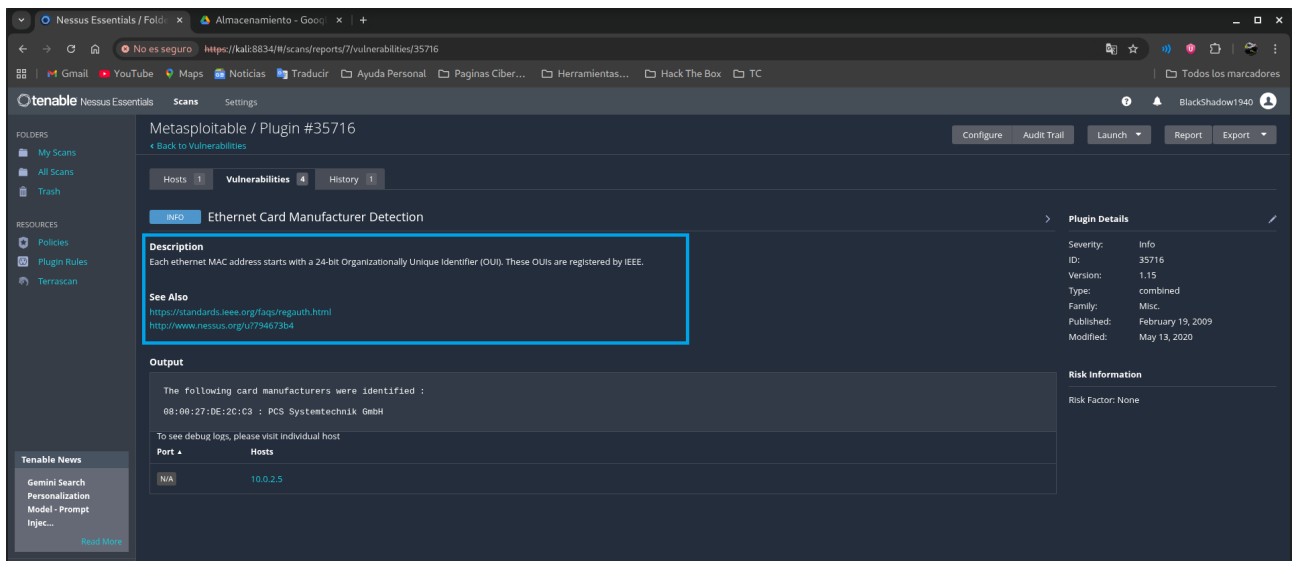 Nessus Essentials / Folde
Almacenamiento - Googl
No es seguro https://kali:8834/#/scans/reports/7/vulnerabilities/35716
Gmail YouTube Maps Noticias Traducir Ayuda Personal Paginas Ciber... Herramientas... Hack The Box TC Todos los marcadores
tenable Nessus Essentials Scans Settings BlackShadow1940
FOLDERS
My Scans
All Scans
Trash
RESOURCES
Policies
Plugin Rules
Terrascan
Tenable News
Gemini Search
Personalization
Model - Prompt
Injec...
Read More
Metasploitable / Plugin #35716
Back to Vulnerabilities
Configure Audit Trail Launch Report Export
Hosts 1 Vulnerabilities 4 History 1
INFO Ethernet Card Manufacturer Detection
Description
Each ethernet MAC address starts with a 24-bit Organizationally Unique Identifier (OUI). These OUIs are registered by IEEE.
See Also
https://standards.ieee.org/faqs/regauth.html
http://www.nessus.org/u?794673b4
Output
The following card manufacturers were identified :
08:00:27:DE:2C:C3 : PCS Systemtechnik GmbH
To see debug logs, please visit individual host
Port Hosts
N/A 10.0.2.5
Plugin Details
Severity: Info
ID: 35716
Version: 1.15
Type: combined
Family: Misc.
Published: February 19, 2009
Modified: May 13, 2020
Risk Information
Risk Factor: None